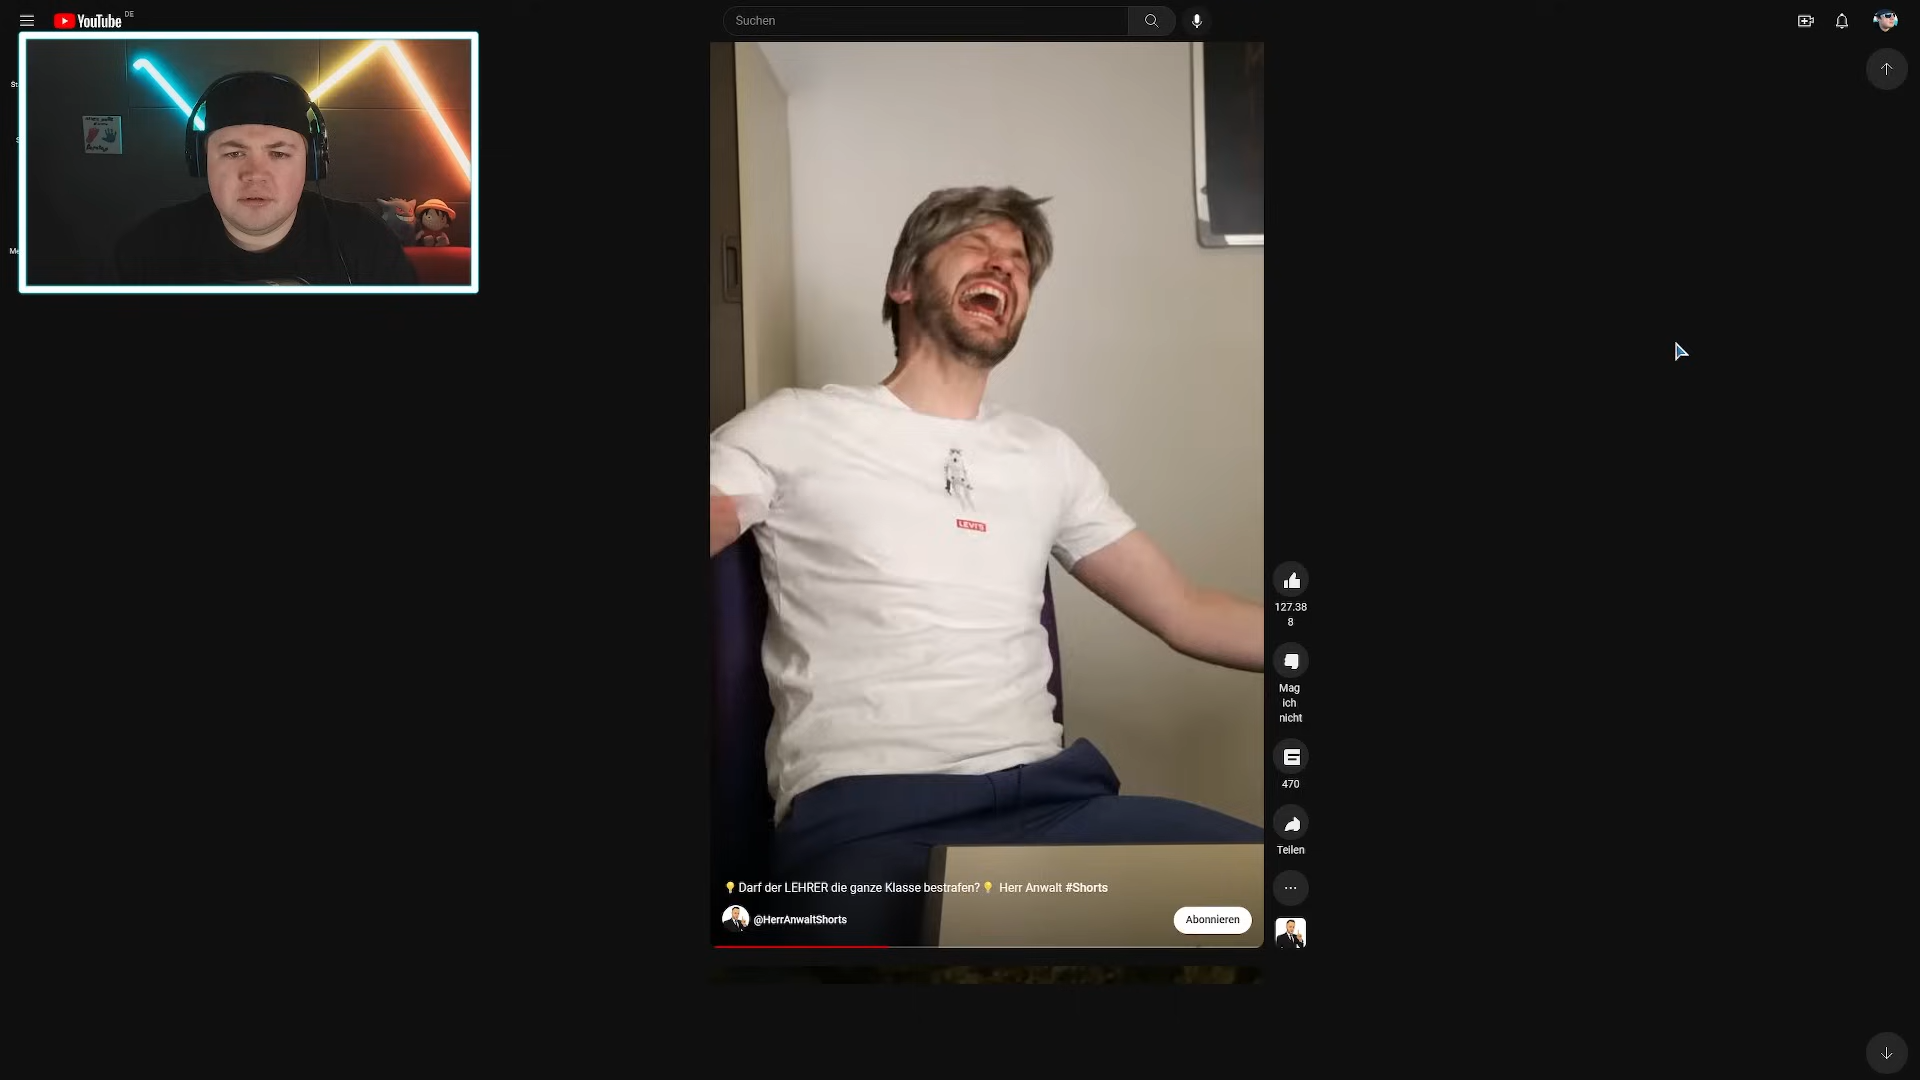 YouTube DE
Suchen
LEVI'S
127.38
8
Mag
ich
nicht
470
Teilen
💡Darf der LEHRER die ganze Klasse bestrafen?💡 Herr Anwalt #Shorts
@HerrAnwaltShorts
Abonnieren